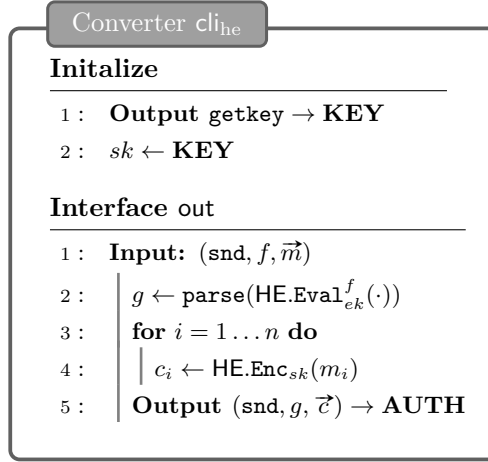 Converter cli_he
Initalize
1 : Output getkey → KEY
2 : sk ← KEY
Interface out
1 : Input: (snd, f, m⃗)
2 : g ← parse(HE.Eval^f_ek(·))
3 : for i = 1 . . . n do
4 : c_i ← HE.Enc_sk(m_i)
5 : Output (snd, g, c⃗) → AUTH